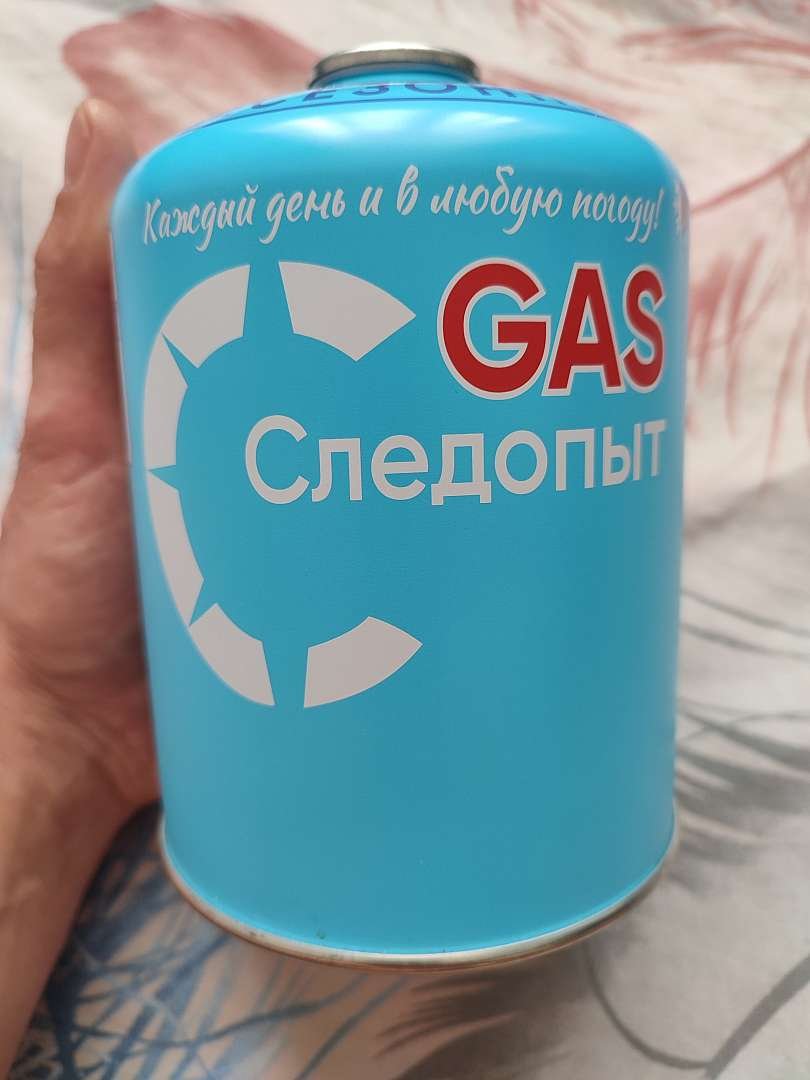 Каждый день и в любую погоду!
GAS
Следопыт